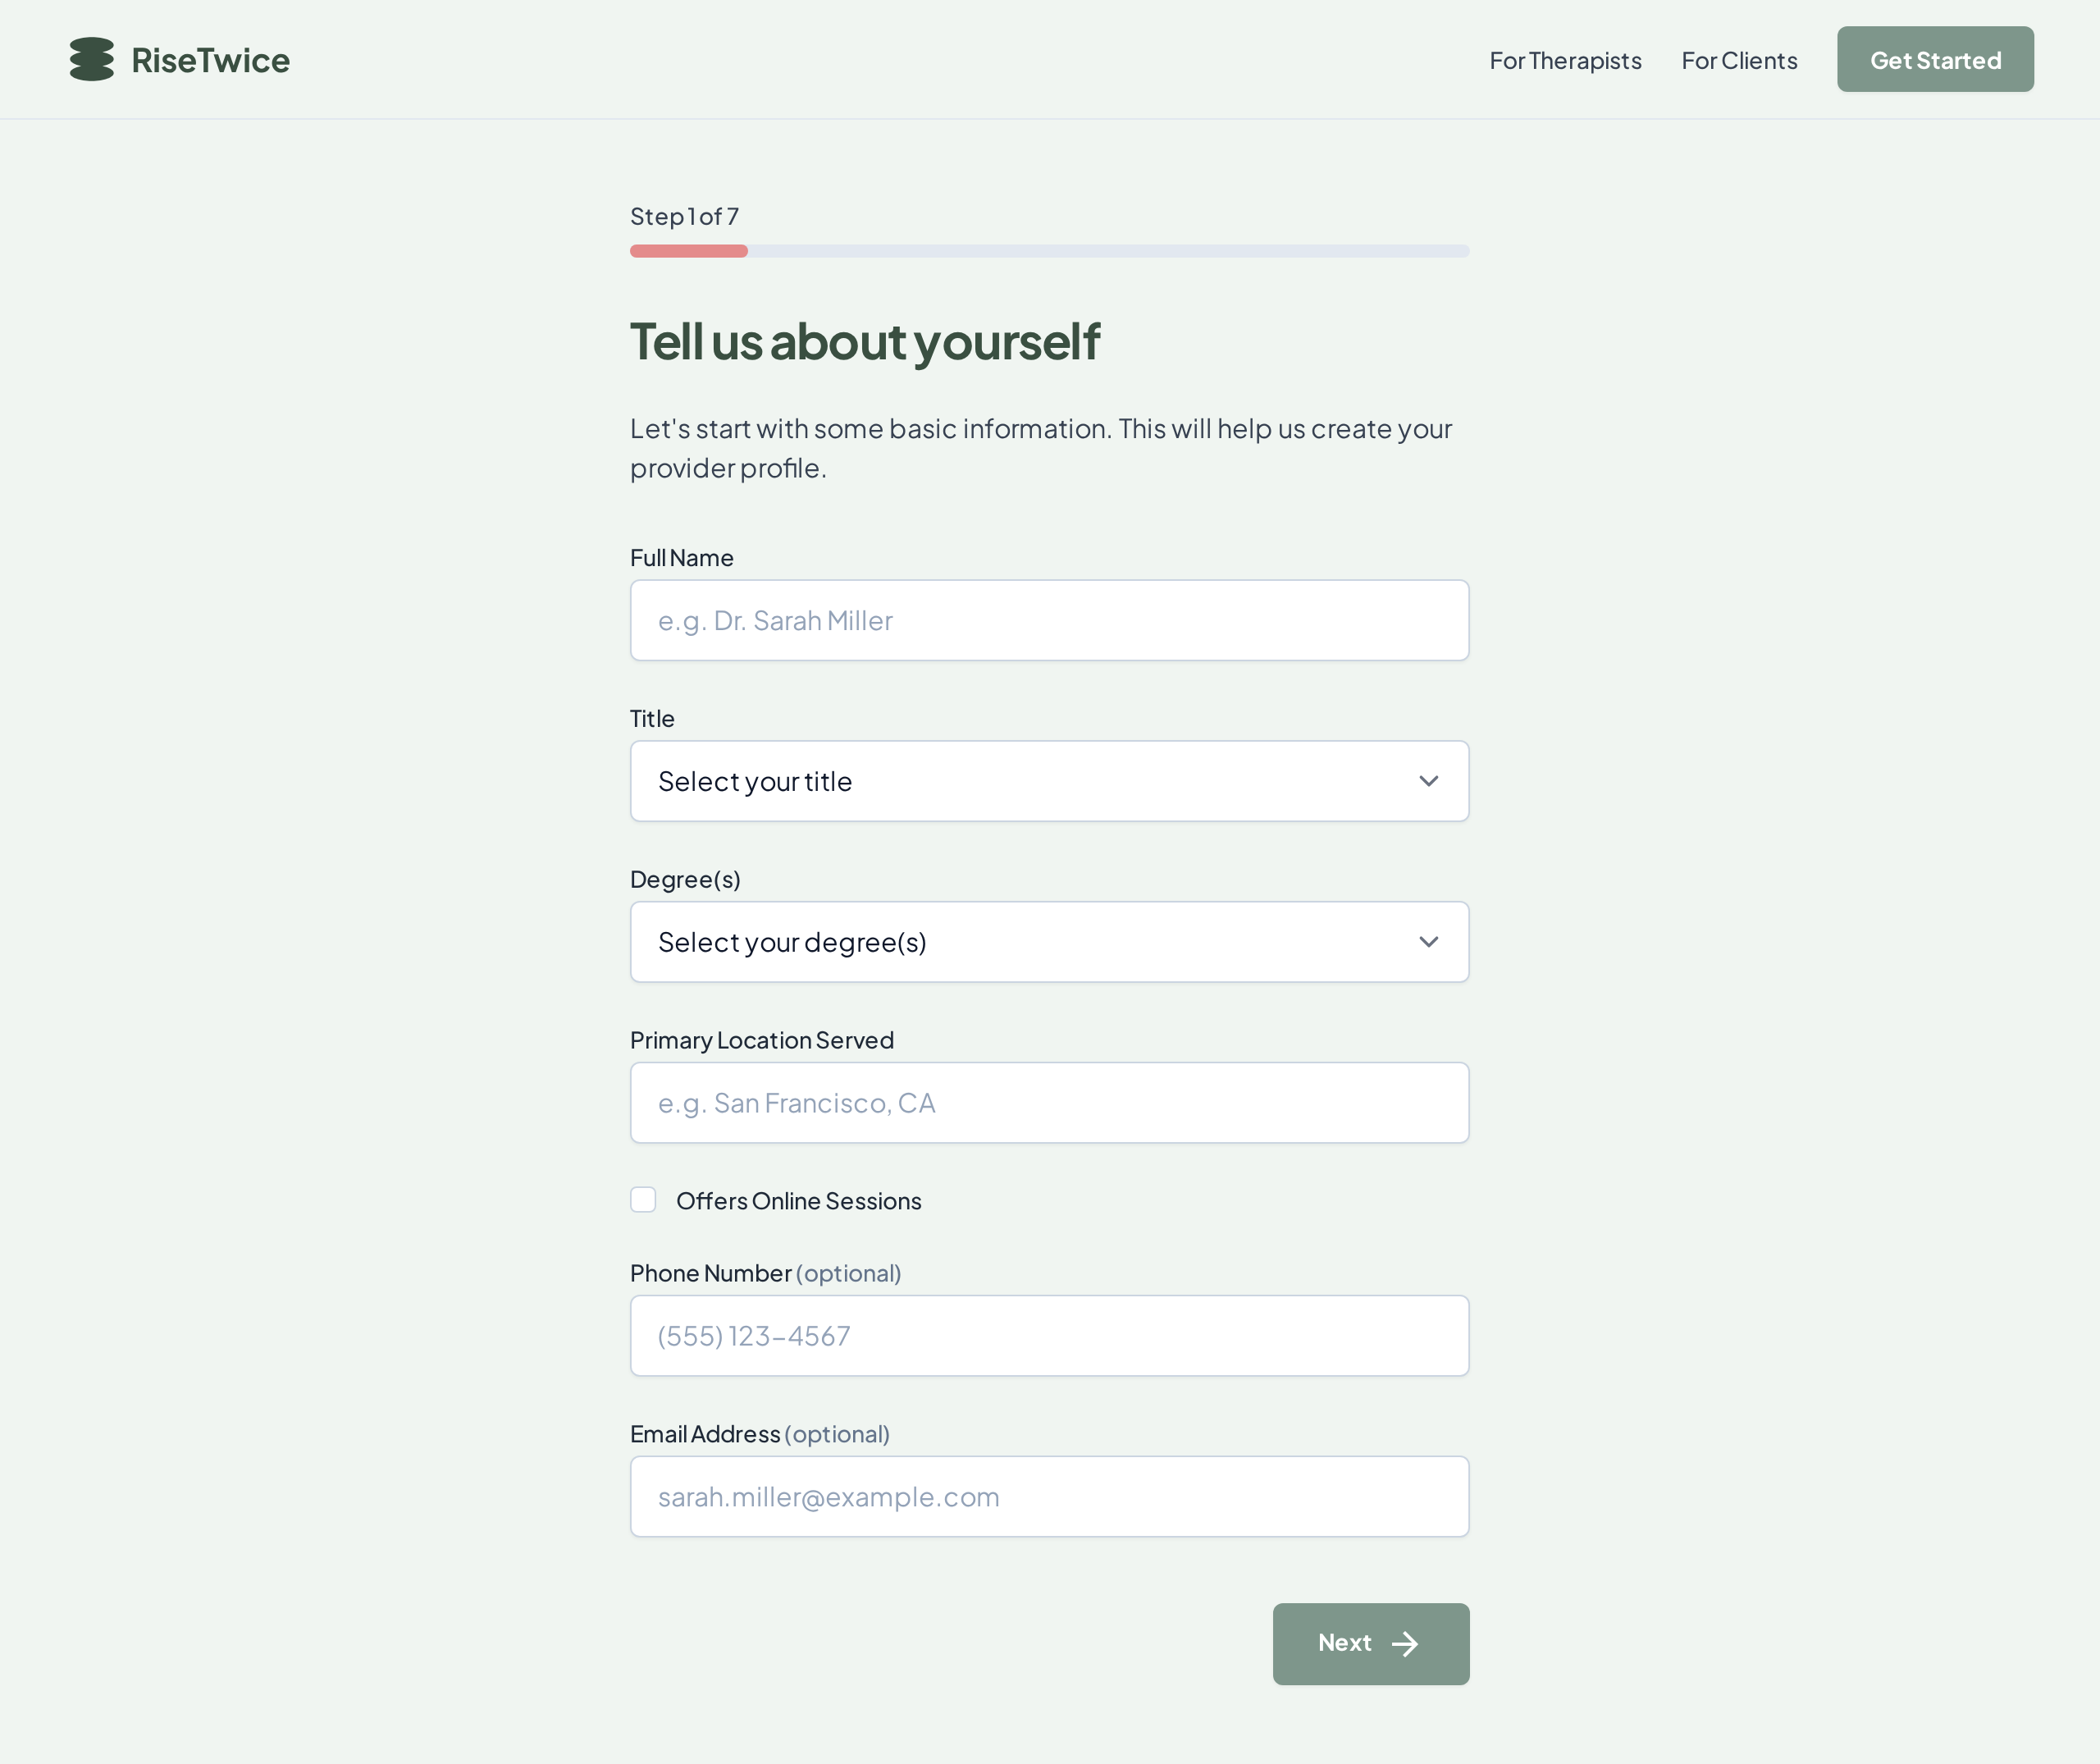 RiseTwice
For Therapists
For Clients
Get Started
Step 1 of 7
Tell us about yourself
Let's start with some basic information. This will help us create your
provider profile.
Full Name
e.g. Dr. Sarah Miller
Title
Select your title
Degree(s)
Select your degree(s)
Primary Location Served
e.g. San Francisco, CA
Offers Online Sessions
Phone Number (optional)
(555) 123-4567
Email Address (optional)
sarah.miller@example.com
Next